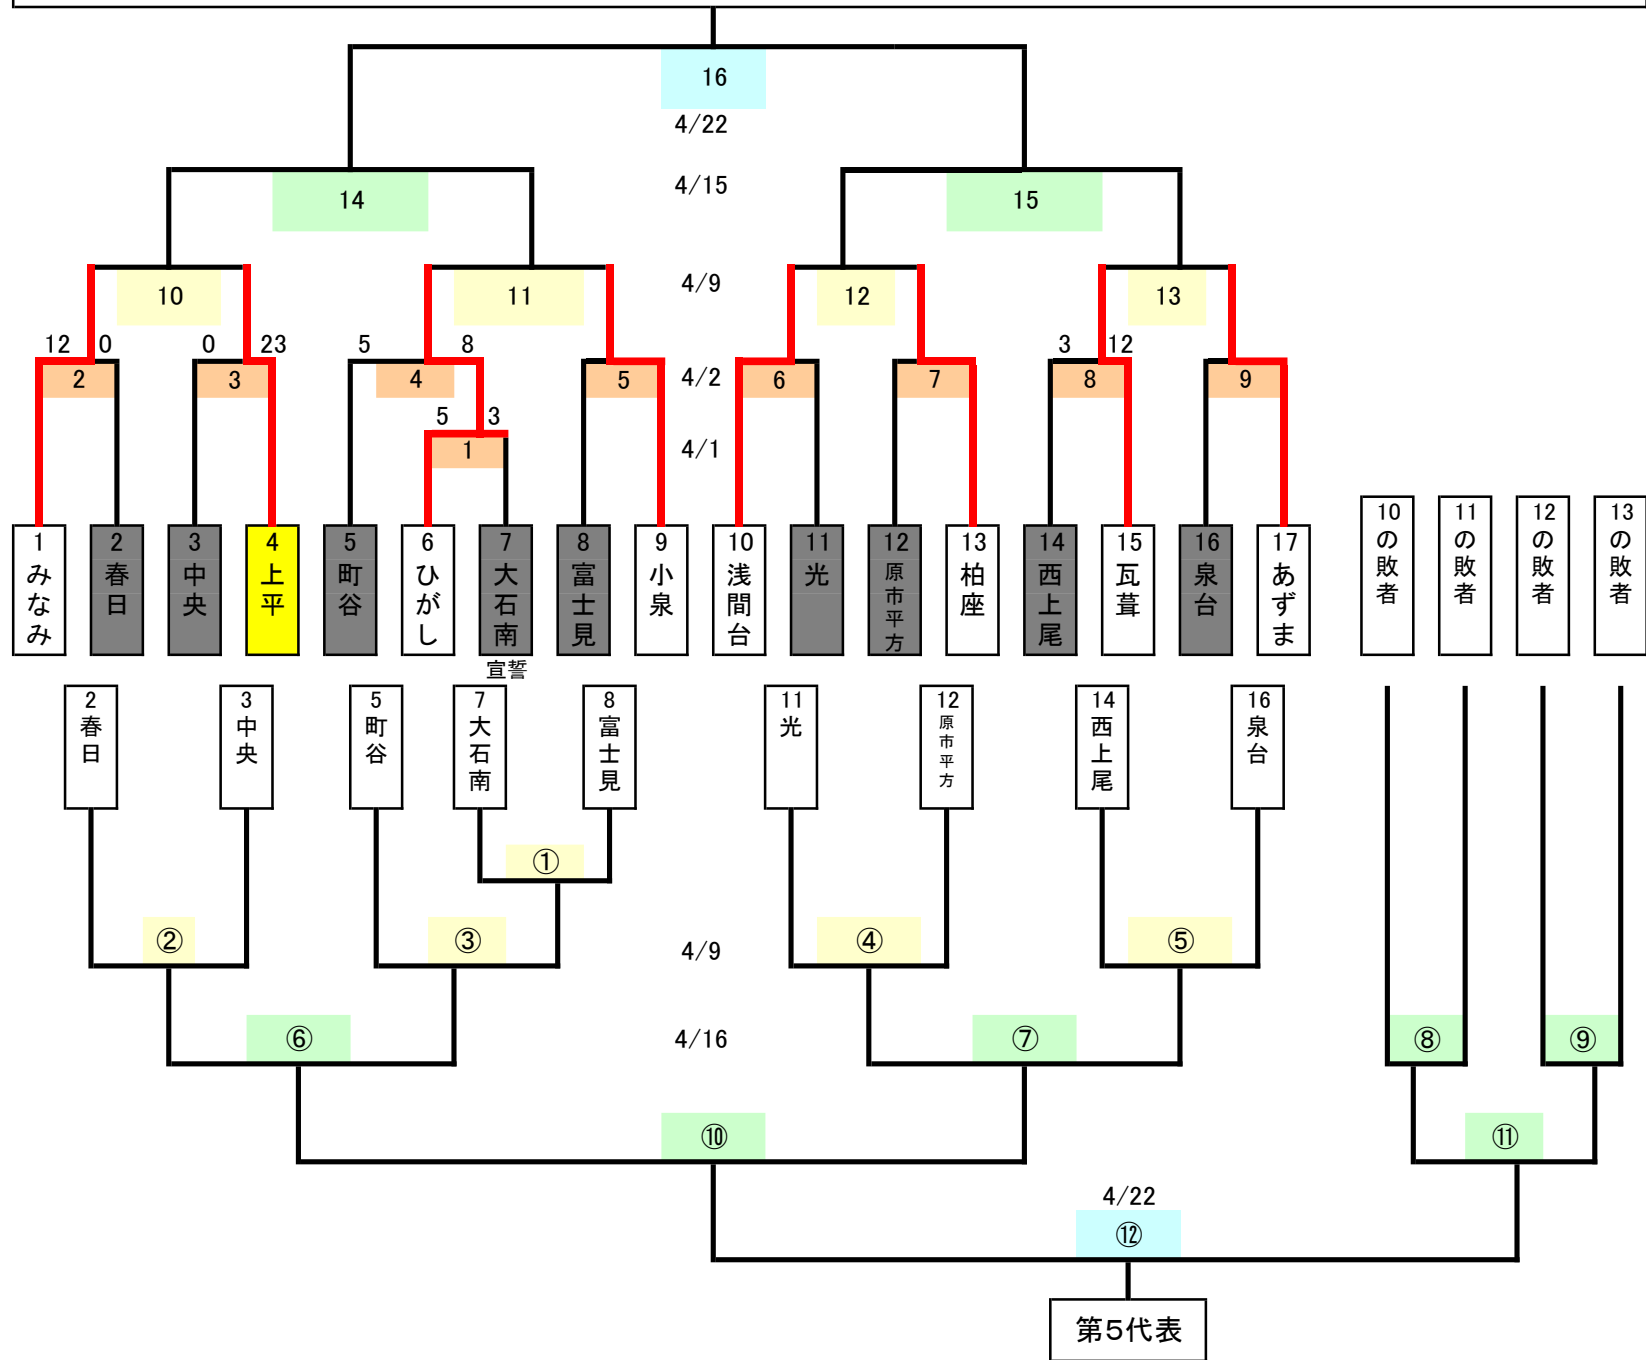 16
4/22
4/15
14
15
4/9
10
11
12
13
12 0
0 23
5 8
3 12
2
3
4
5
4/2
6
7
8
9
5 3
1
4/1
1 みなみ
2 春日
3 中央
4 上平
5 町谷
6 ひがし
7 大石南
8 富士見
9 小泉
10 浅間台
11 光
12 原市平方
13 柏座
14 西上尾
15 瓦葺
16 泉台
17 あずま
10の敗者
11の敗者
12の敗者
13の敗者
宣誓
2 春日
3 中央
5 町谷
7 大石南
8 富士見
11 光
12 原市平方
14 西上尾
16 泉台
①
②
③
4/9
④
⑤
⑥
4/16
⑦
⑧
⑨
⑩
⑪
4/22
⑫
第5代表